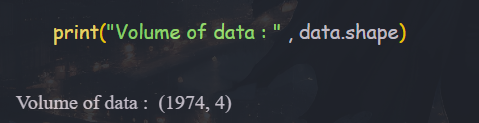 print("Volume of data : " , data.shape)
Volume of data :  (1974, 4)